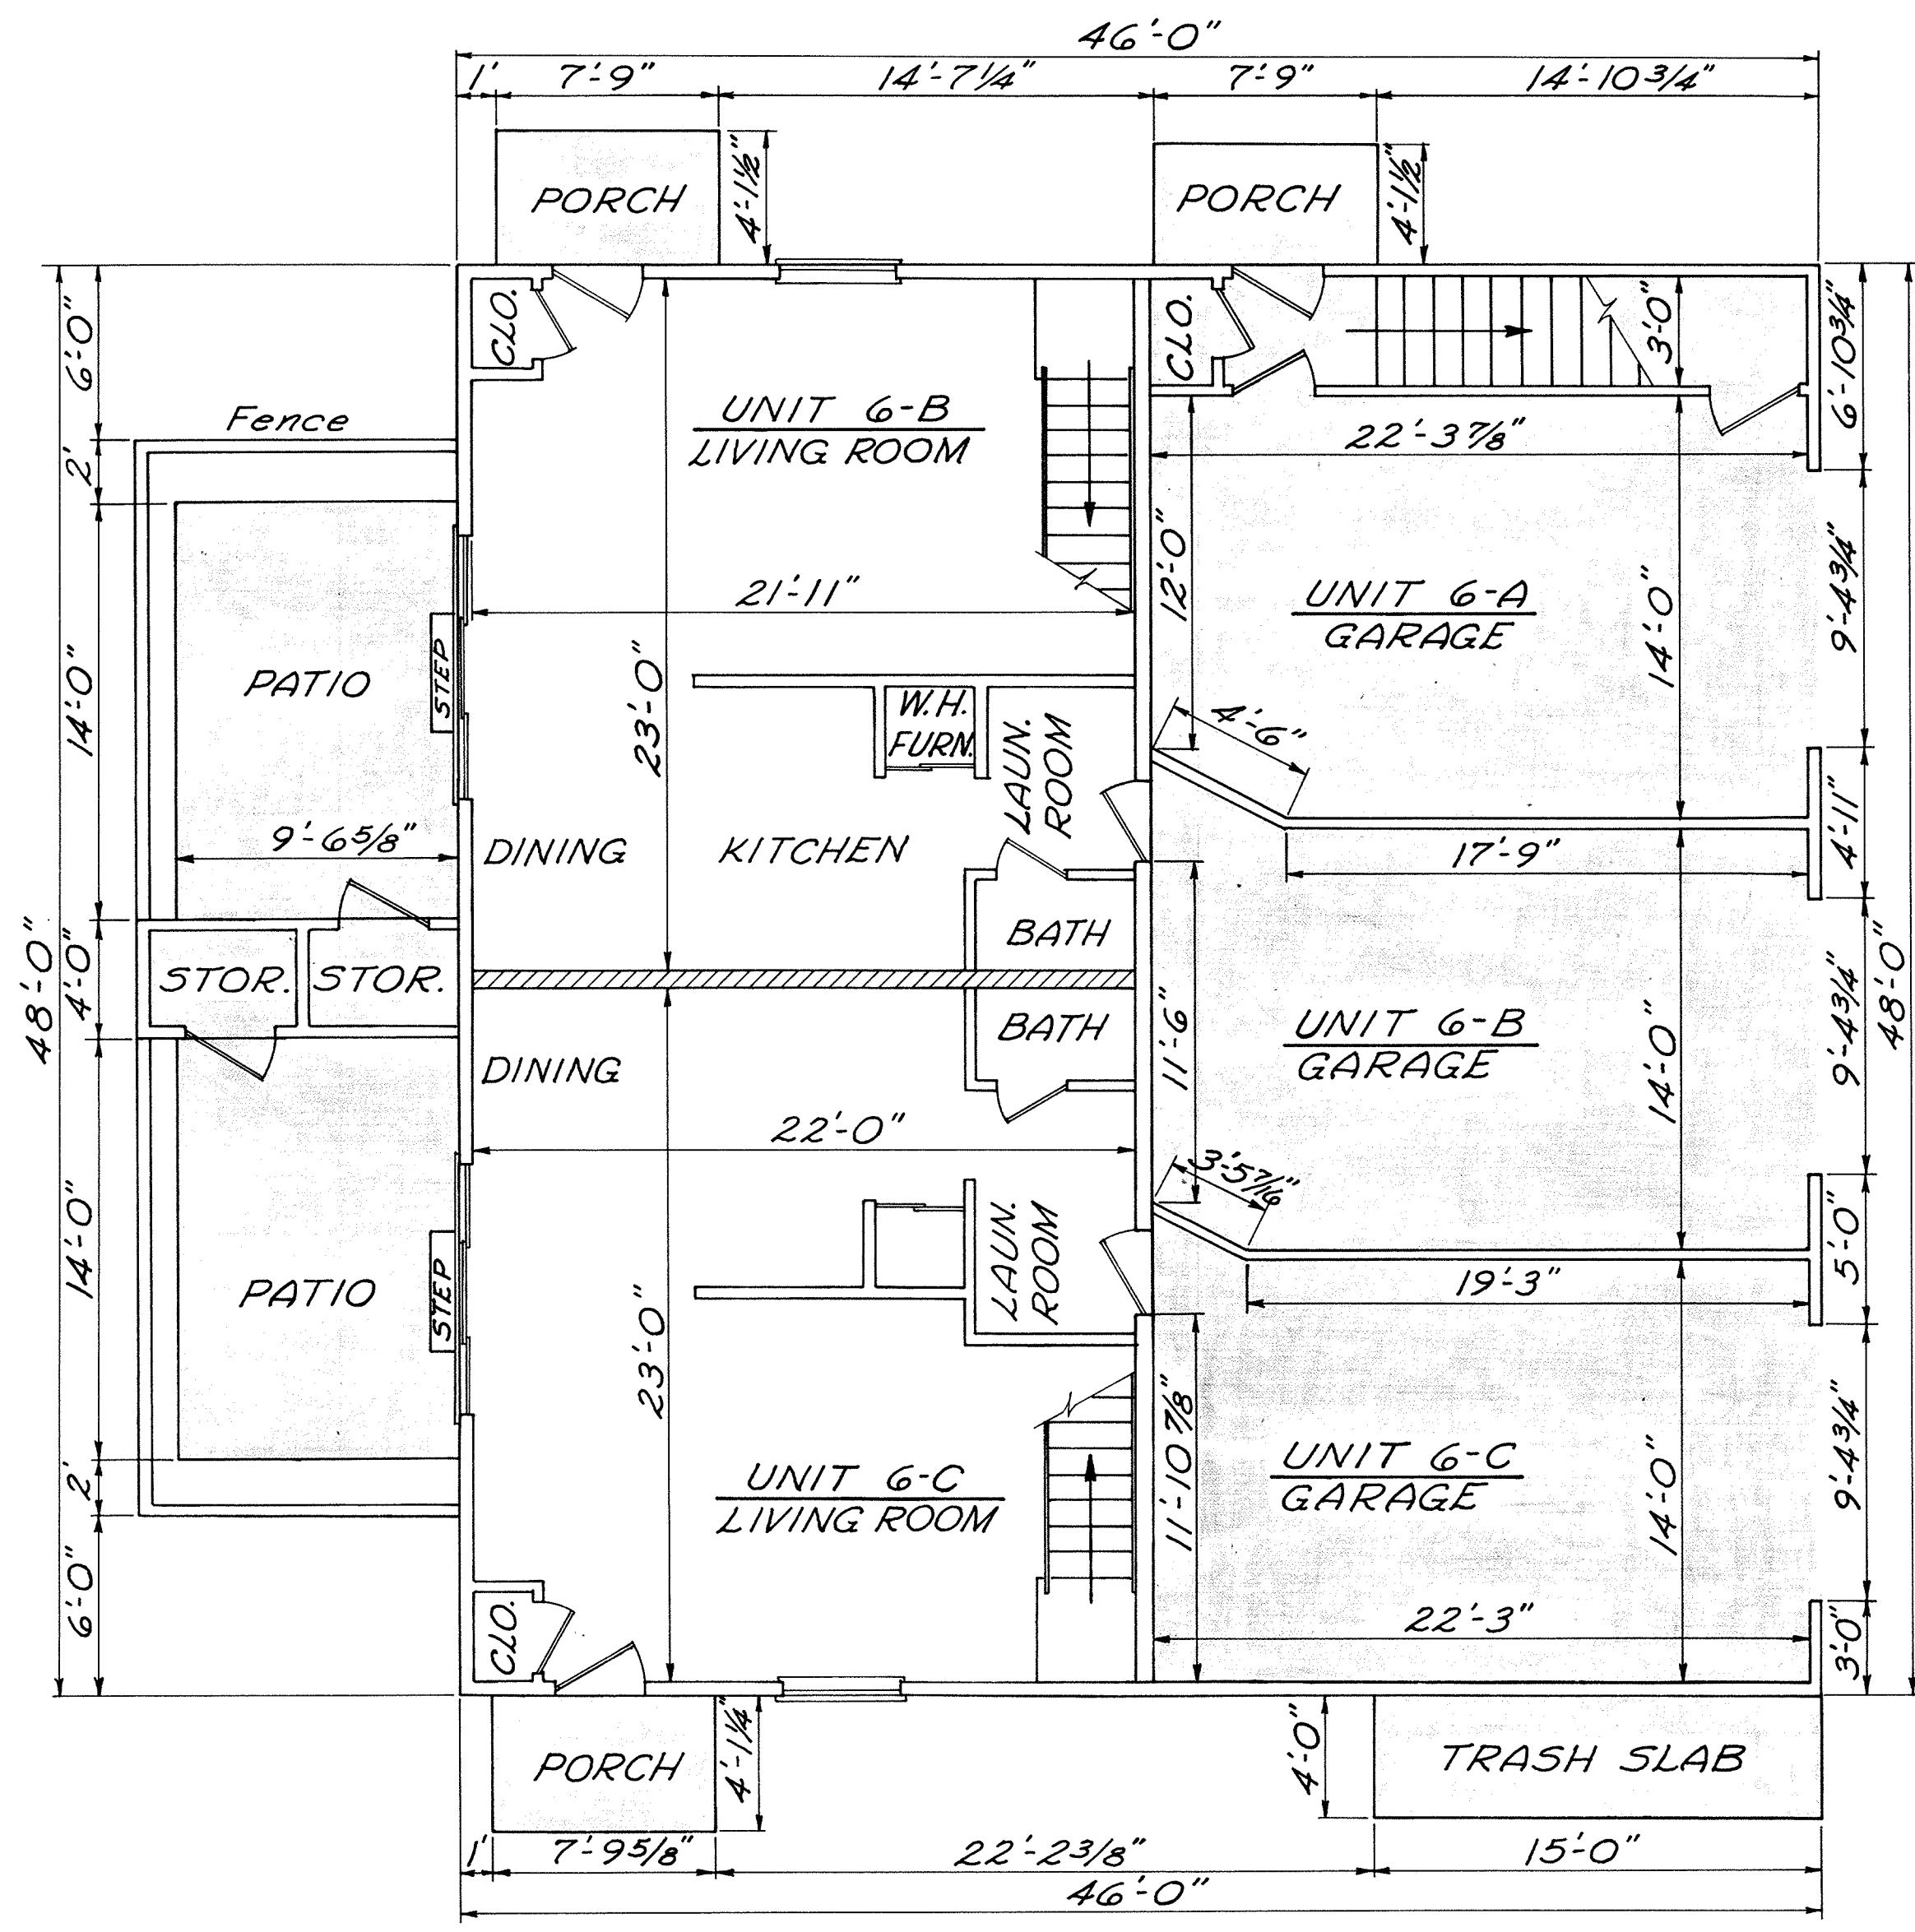 46'-0"
1' 7'-9" 14'-7 1/4" 7'-9" 14'-10 3/4"
PORCH 4'-1 1/2" PORCH 4'-1 1/2"
CLO. CLO. 3'-0"
6'-0" 6'-10 3/4"
Fence
UNIT 6-B
LIVING ROOM
22'-3 7/8"
2'
12'-0"
9'-4 3/4"
21'-11"
UNIT 6-A
GARAGE
14'-0"
14'-0"
PATIO STEP
23'-0"
W.H.
FURN.
LAUN.
ROOM
4'-6"
9'-6 5/8"
DINING KITCHEN
17'-9"
4'-11"
BATH
48'-0"
4'-0"
STOR. STOR.
48'-0"
9'-4 3/4"
BATH
11'-6"
UNIT 6-B
GARAGE
14'-0"
DINING
22'-0"
3'-5 7/16"
14'-0"
5'-0"
LAUN.
ROOM
PATIO STEP
19'-3"
23'-0"
11'-10 7/8"
9'-4 3/4"
UNIT 6-C
LIVING ROOM
UNIT 6-C
GARAGE
14'-0"
2'
6'-0"
CLO.
22'-3"
3'-0"
PORCH 4'-1 1/4" 4'-0" TRASH SLAB
1' 7'-9 5/8" 22'-2 3/8" 15'-0"
46'-0"